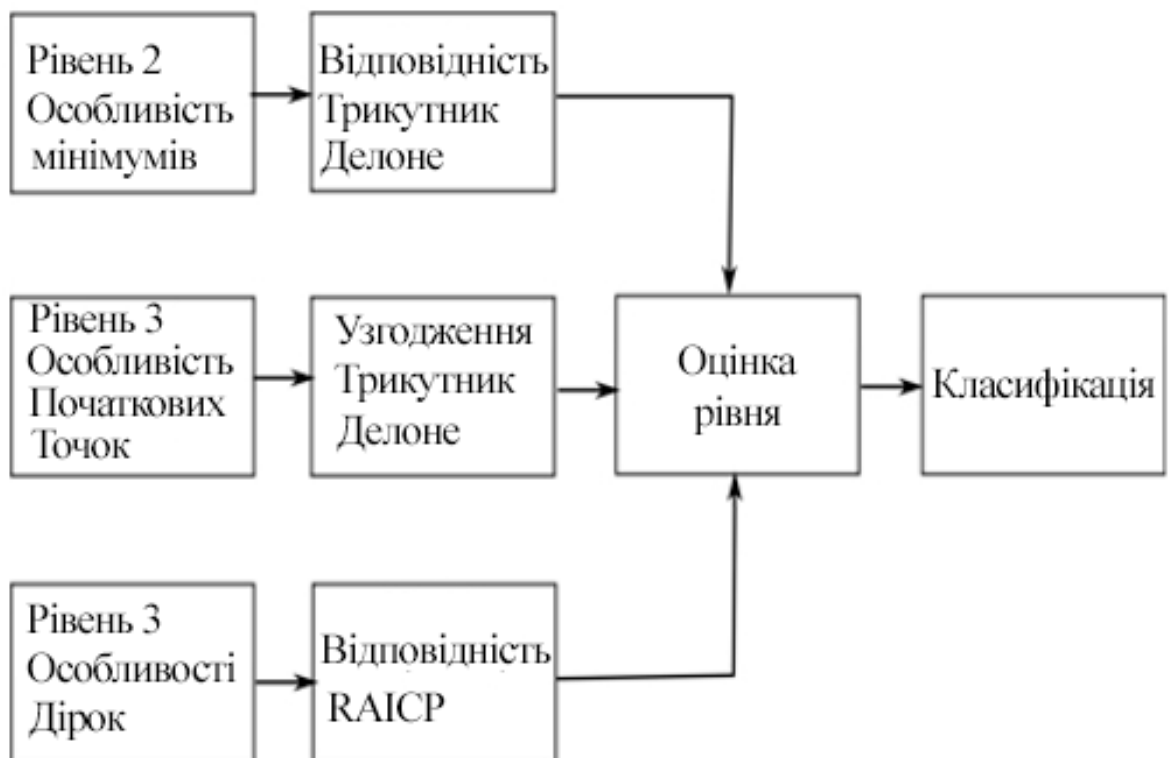 Рівень 2
Особливість
мінімумів
Відповідність
Трикутник
Делоне
Рівень 3
Особливість
Початкових
Точок
Узгодження
Трикутник
Делоне
Оцінка
рівня
Класифікація
Рівень 3
Особливості
Дірок
Відповідність
RAICP